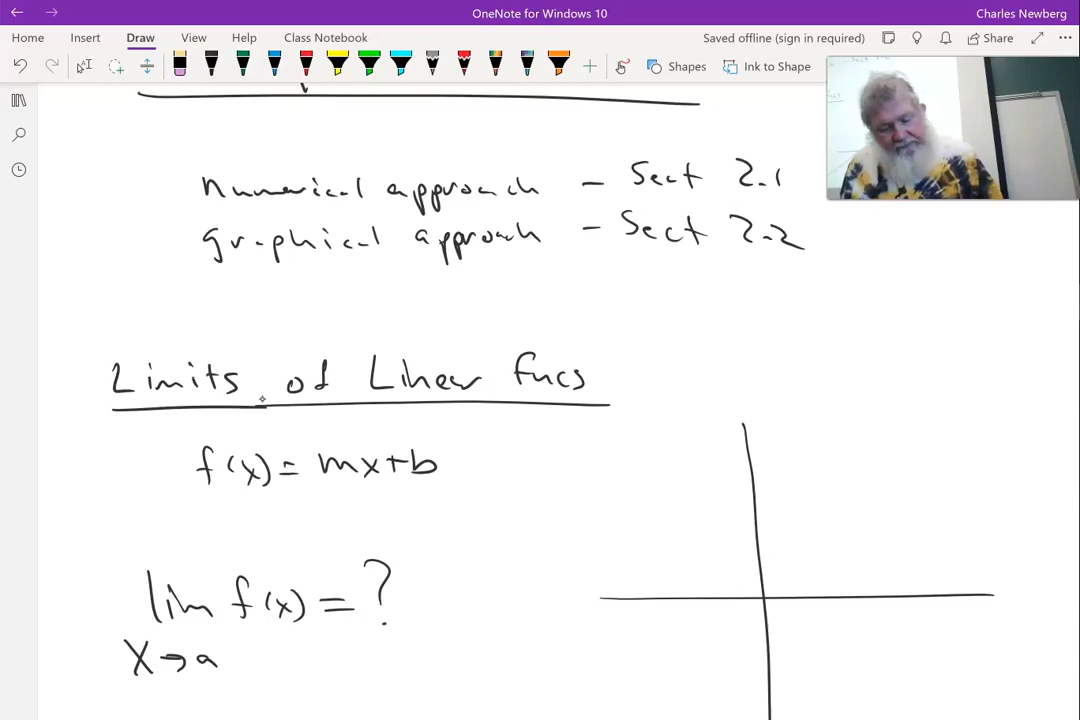 OneNote for Windows 10
Charles Newberg
Home Insert Draw View Help Class Notebook
Saved offline (sign in required) Share
Shapes Ink to Shape
numerical approach - Sect 2.1
graphical approach - Sect 2.2
Limits of Linear Fncs
f(x) = mx+b
lim f(x) = ?
x→a